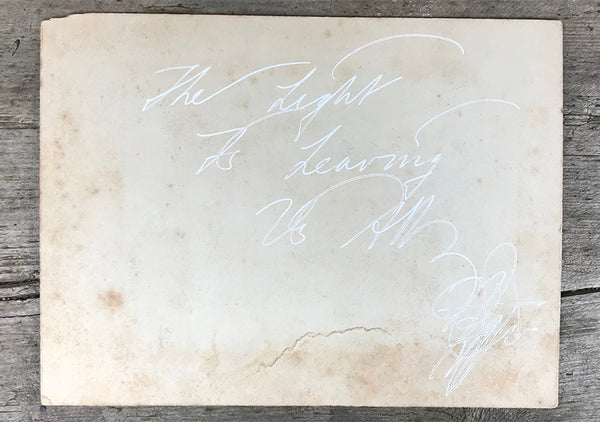 The Light
Is Leaving
Us All